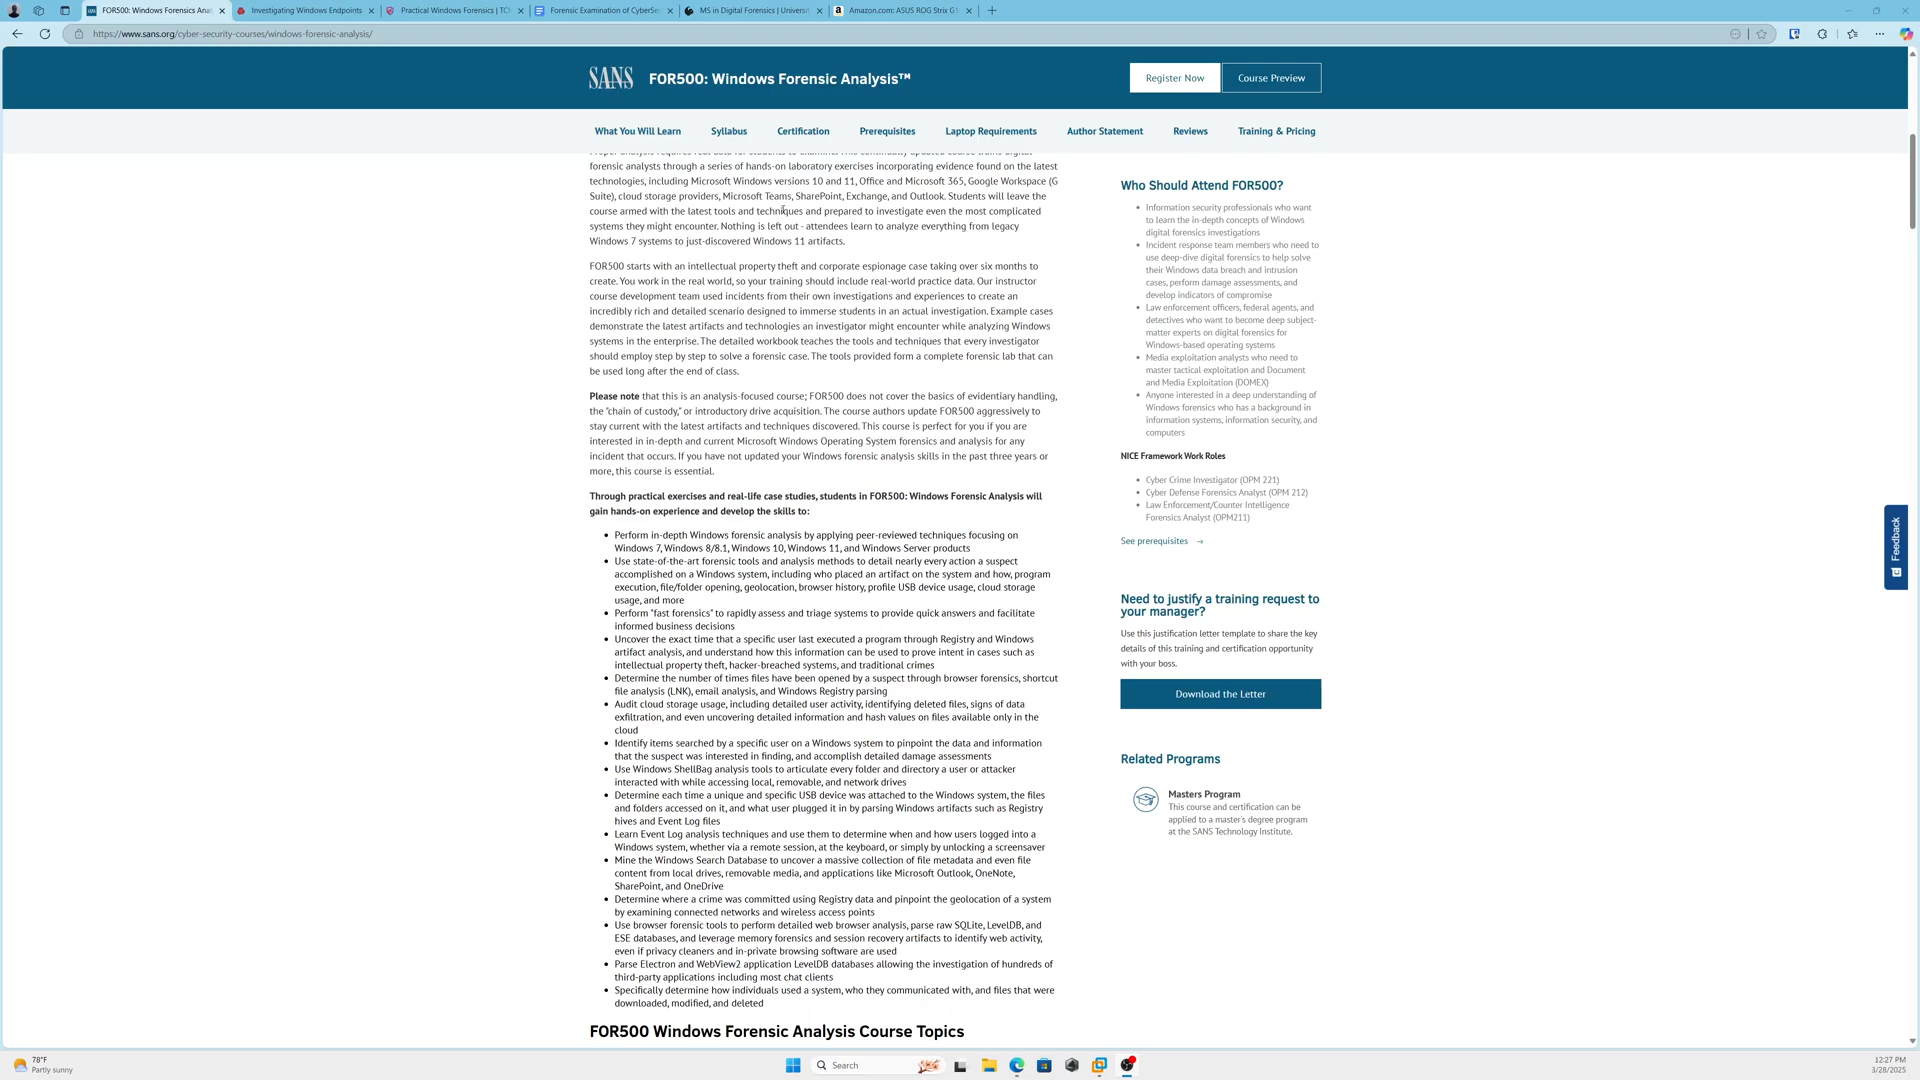 FOR500: Windows Forensics Ana
Investigating Windows Endpoints
Practical Windows Forensics | TC
Forensic Examination of CyberSe
MS in Digital Forensics | Universit
Amazon.com: ASUS ROG Strix G1
https://www.sans.org/cyber-security-courses/windows-forensic-analysis/
SANS FOR500: Windows Forensic Analysis™ Register Now Course Preview
What You Will Learn Syllabus Certification Prerequisites Laptop Requirements Author Statement Reviews Training & Pricing
forensic analysts through a series of hands-on laboratory exercises incorporating evidence found on the latest
technologies, including Microsoft Windows versions 10 and 11, Office and Microsoft 365, Google Workspace (G
Suite), cloud storage providers, Microsoft Teams, SharePoint, Exchange, and Outlook. Students will leave the
course armed with the latest tools and techniques and prepared to investigate even the most complicated
systems they might encounter. Nothing is left out - attendees learn to analyze everything from legacy
Windows 7 systems to just-discovered Windows 11 artifacts.
FOR500 starts with an intellectual property theft and corporate espionage case taking over six months to
create. You work in the real world, so your training should include real-world practice data. Our instructor
course development team used incidents from their own investigations and experiences to create an
incredibly rich and detailed scenario designed to immerse students in an actual investigation. Example cases
demonstrate the latest artifacts and technologies an investigator might encounter while analyzing Windows
systems in the enterprise. The detailed workbook teaches the tools and techniques that every investigator
should employ step by step to solve a forensic case. The tools provided form a complete forensic lab that can
be used long after the end of class.
Please note that this is an analysis-focused course; FOR500 does not cover the basics of evidentiary handling,
the "chain of custody," or introductory drive acquisition. The course authors update FOR500 aggressively to
stay current with the latest artifacts and techniques discovered. This course is perfect for you if you are
interested in in-depth and current Microsoft Windows Operating System forensics and analysis for any
incident that occurs. If you have not updated your Windows forensic analysis skills in the past three years or
more, this course is essential.
Through practical exercises and real-life case studies, students in FOR500: Windows Forensic Analysis will
gain hands-on experience and develop the skills to:
• Perform in-depth Windows forensic analysis by applying peer-reviewed techniques focusing on
Windows 7, Windows 8/8.1, Windows 10, Windows 11, and Windows Server products
• Use state-of-the-art forensic tools and analysis methods to detail nearly every action a suspect
accomplished on a Windows system, including who placed an artifact on the system and how, program
execution, file/folder opening, geolocation, browser history, profile USB device usage, cloud storage
usage, and more
• Perform "fast forensics" to rapidly assess and triage systems to provide quick answers and facilitate
informed business decisions
• Uncover the exact time that a specific user last executed a program through Registry and Windows
artifact analysis, and understand how this information can be used to prove intent in cases such as
intellectual property theft, hacker-breached systems, and traditional crimes
• Determine the number of times files have been opened by a suspect through browser forensics, shortcut
file analysis (LNK), email analysis, and Windows Registry parsing
• Audit cloud storage usage, including detailed user activity, identifying deleted files, signs of data
exfiltration, and even uncovering detailed information and hash values on files available only in the
cloud
• Identify items searched by a specific user on a Windows system to pinpoint the data and information
that the suspect was interested in finding, and accomplish detailed damage assessments
• Use Windows ShellBag analysis tools to articulate every folder and directory a user or attacker
interacted with while accessing local, removable, and network drives
• Determine each time a unique and specific USB device was attached to the Windows system, the files
and folders accessed on it, and what user plugged it in by parsing Windows artifacts such as Registry
hives and Event Log files
• Learn Event Log analysis techniques and use them to determine when and how users logged into a
Windows system, whether via a remote session, at the keyboard, or simply by unlocking a screensaver
• Mine the Windows Search Database to uncover a massive collection of file metadata and even file
content from local drives, removable media, and applications like Microsoft Outlook, OneNote,
SharePoint, and OneDrive
• Determine where a crime was committed using Registry data and pinpoint the geolocation of a system
by examining connected networks and wireless access points
• Use browser forensic tools to perform detailed web browser analysis, parse raw SQLite, LevelDB, and
ESE databases, and leverage memory forensics and session recovery artifacts to identify web activity,
even if privacy cleaners and in-private browsing software are used
• Parse Electron and WebView2 application LevelDB databases allowing the investigation of hundreds of
third-party applications including most chat clients
• Specifically determine how individuals used a system, who they communicated with, and files that were
downloaded, modified, and deleted
FOR500 Windows Forensic Analysis Course Topics
Who Should Attend FOR500?
• Information security professionals who want
to learn the in-depth concepts of Windows
digital forensics investigations
• Incident response team members who need to
use deep-dive digital forensics to help solve
their Windows data breach and intrusion
cases, perform damage assessments, and
develop indicators of compromise
• Law enforcement officers, federal agents, and
detectives who want to become deep subject-
matter experts on digital forensics for
Windows-based operating systems
• Media exploitation analysts who need to
master tactical exploitation and Document
and Media Exploitation (DOMEX)
• Anyone interested in a deep understanding of
Windows forensics who has a background in
information systems, information security, and
computers
NICE Framework Work Roles
• Cyber Crime Investigator (OPM 221)
• Cyber Defense Forensics Analyst (OPM 212)
• Law Enforcement/Counter Intelligence
Forensics Analyst (OPM211)
See prerequisites →
Need to justify a training request to
your manager?
Use this justification letter template to share the key
details of this training and certification opportunity
with your boss.
Download the Letter
Related Programs
Masters Program
This course and certification can be
applied to a master's degree program
at the SANS Technology Institute.
Feedback
78°F
Partly sunny
Search
12:27 PM
3/28/2025